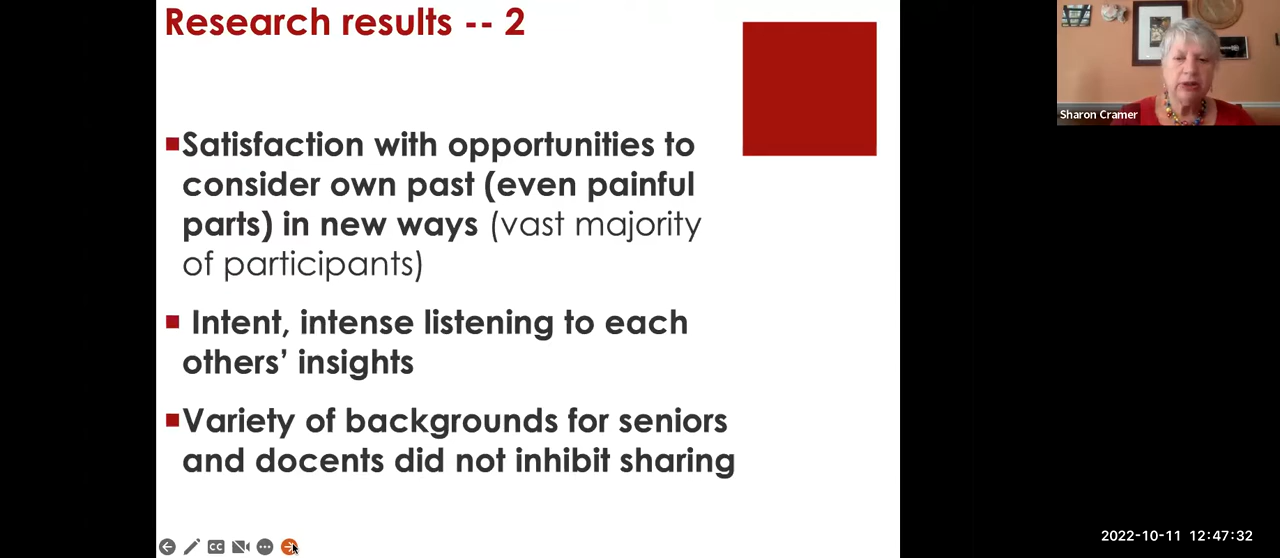 Research results -- 2
Satisfaction with opportunities to
consider own past (even painful
parts) in new ways (vast majority
of participants)
Intent, intense listening to each
others’ insights
Variety of backgrounds for seniors
and docents did not inhibit sharing
CC
Sharon Cramer
2022-10-11 12:47:32